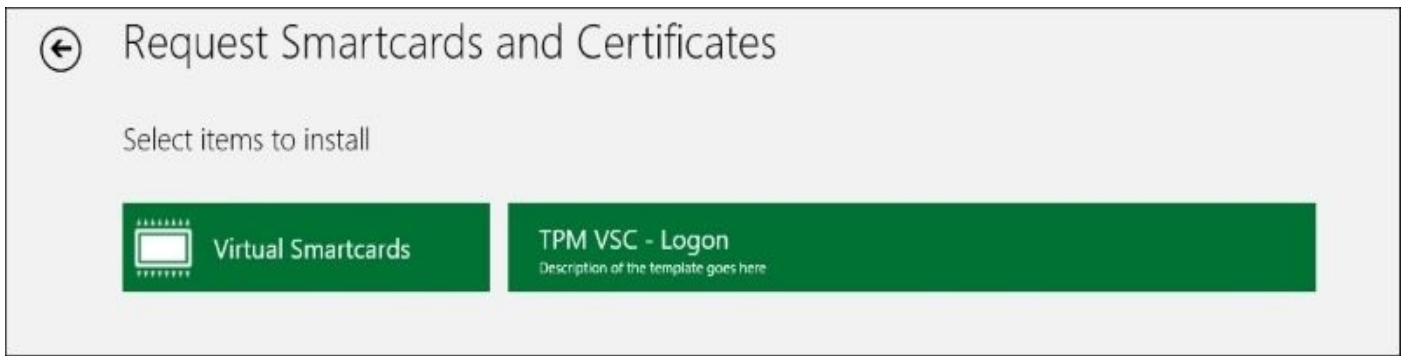 Request Smartcards and Certificates
Select items to install
Virtual Smartcards
TPM VSC - Logon
Description of the template goes here